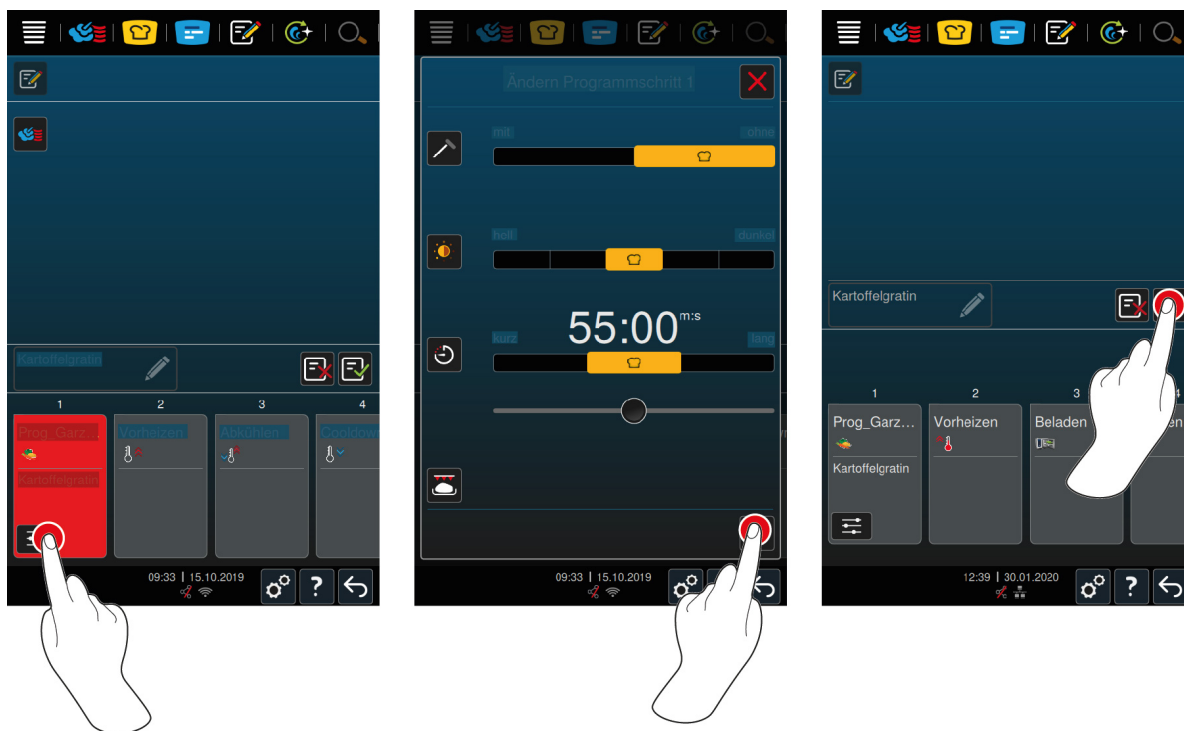 Kartoffelgratin
1 2 3 4
Prog_Garz... Vorheizen Abkühlen Cooldow
Kartoffelgratin
09:33 | 15.10.2019
?
Ändern Programmschritt 1
mit ohne
hell dunkel
55:00 m:s
kurz lang
09:33 | 15.10.2019
Kartoffelgratin
1 2 3 4
Prog_Garz... Vorheizen Beladen en
Kartoffelgratin
12:39 | 30.01.2020
?